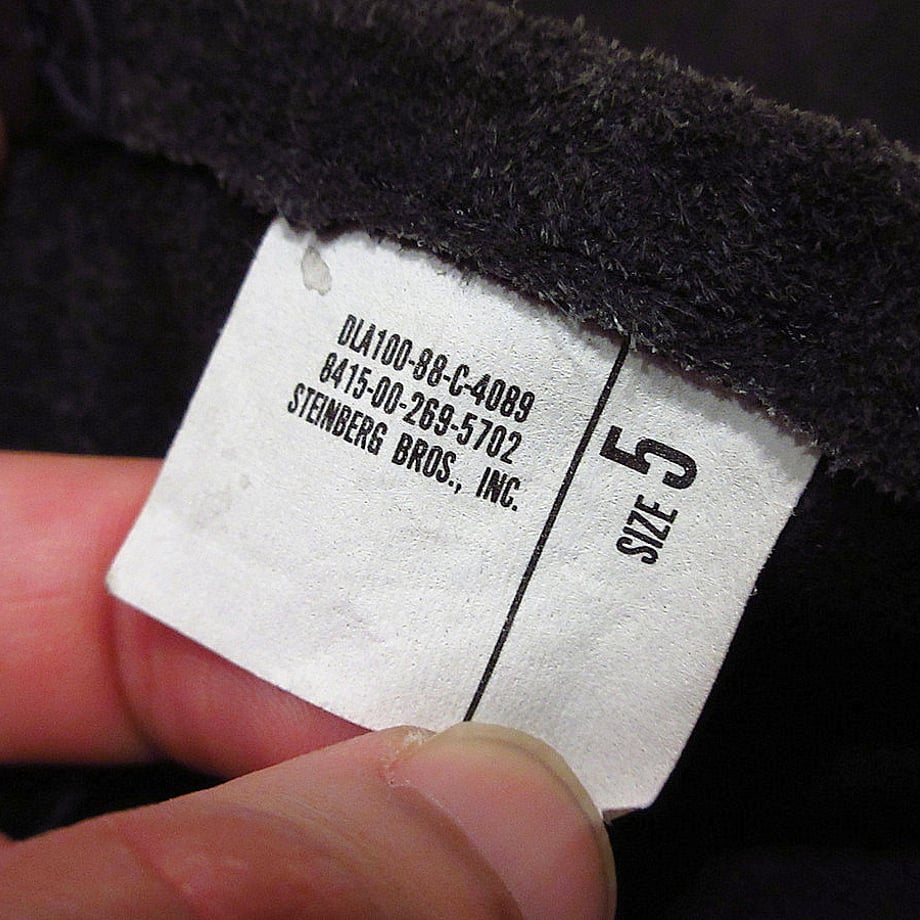 DLA100-88-C-4089
8415-00-269-5702
STEINBERG BROS., INC.
SIZE 5